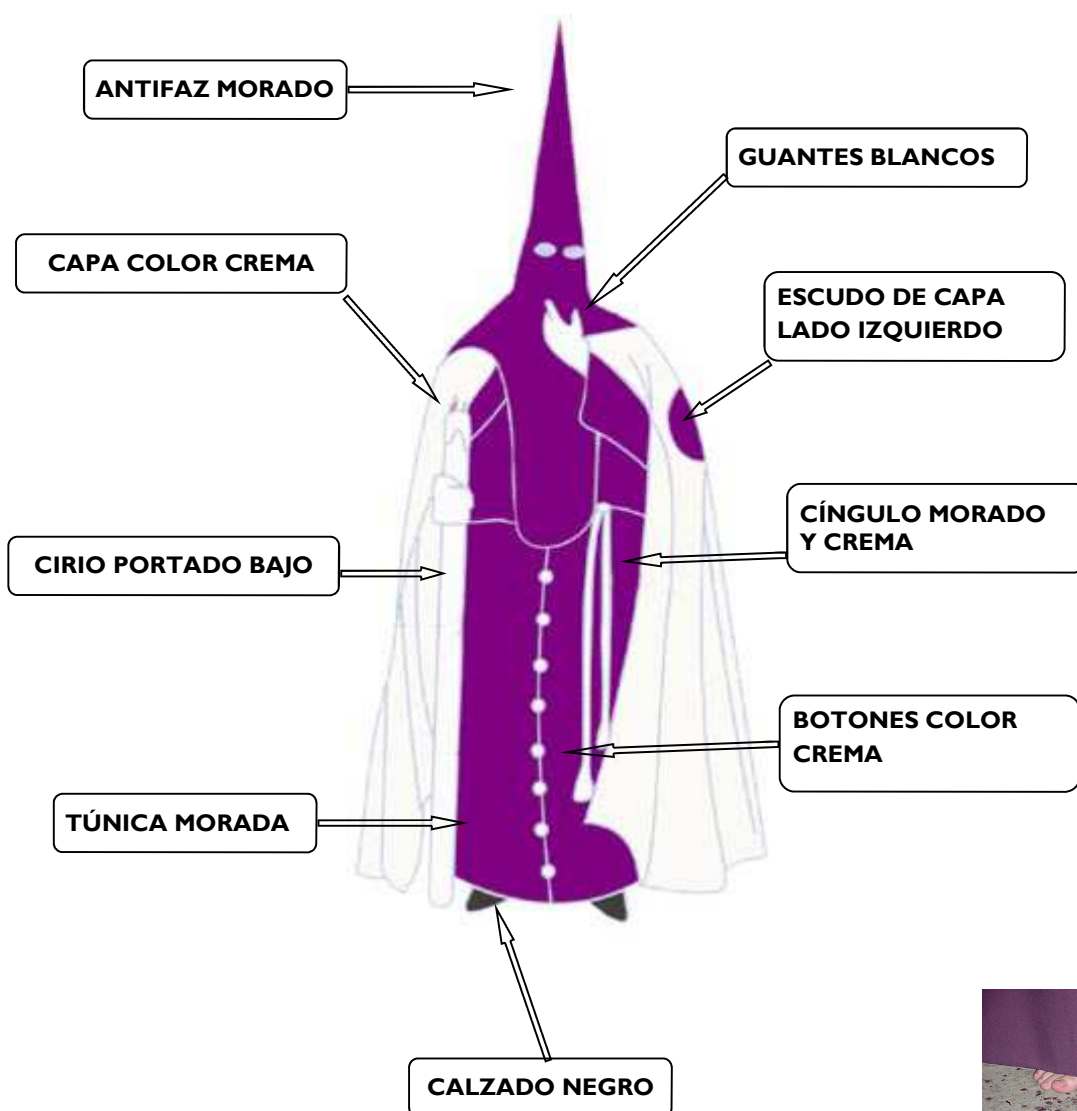 ANTIFAZ MORADO
GUANTES BLANCOS
CAPA COLOR CREMA
ESCUDO DE CAPA
LADO IZQUIERDO
CÍNGULO MORADO
Y CREMA
CIRIO PORTADO BAJO
BOTONES COLOR
CREMA
TÚNICA MORADA
CALZADO NEGRO